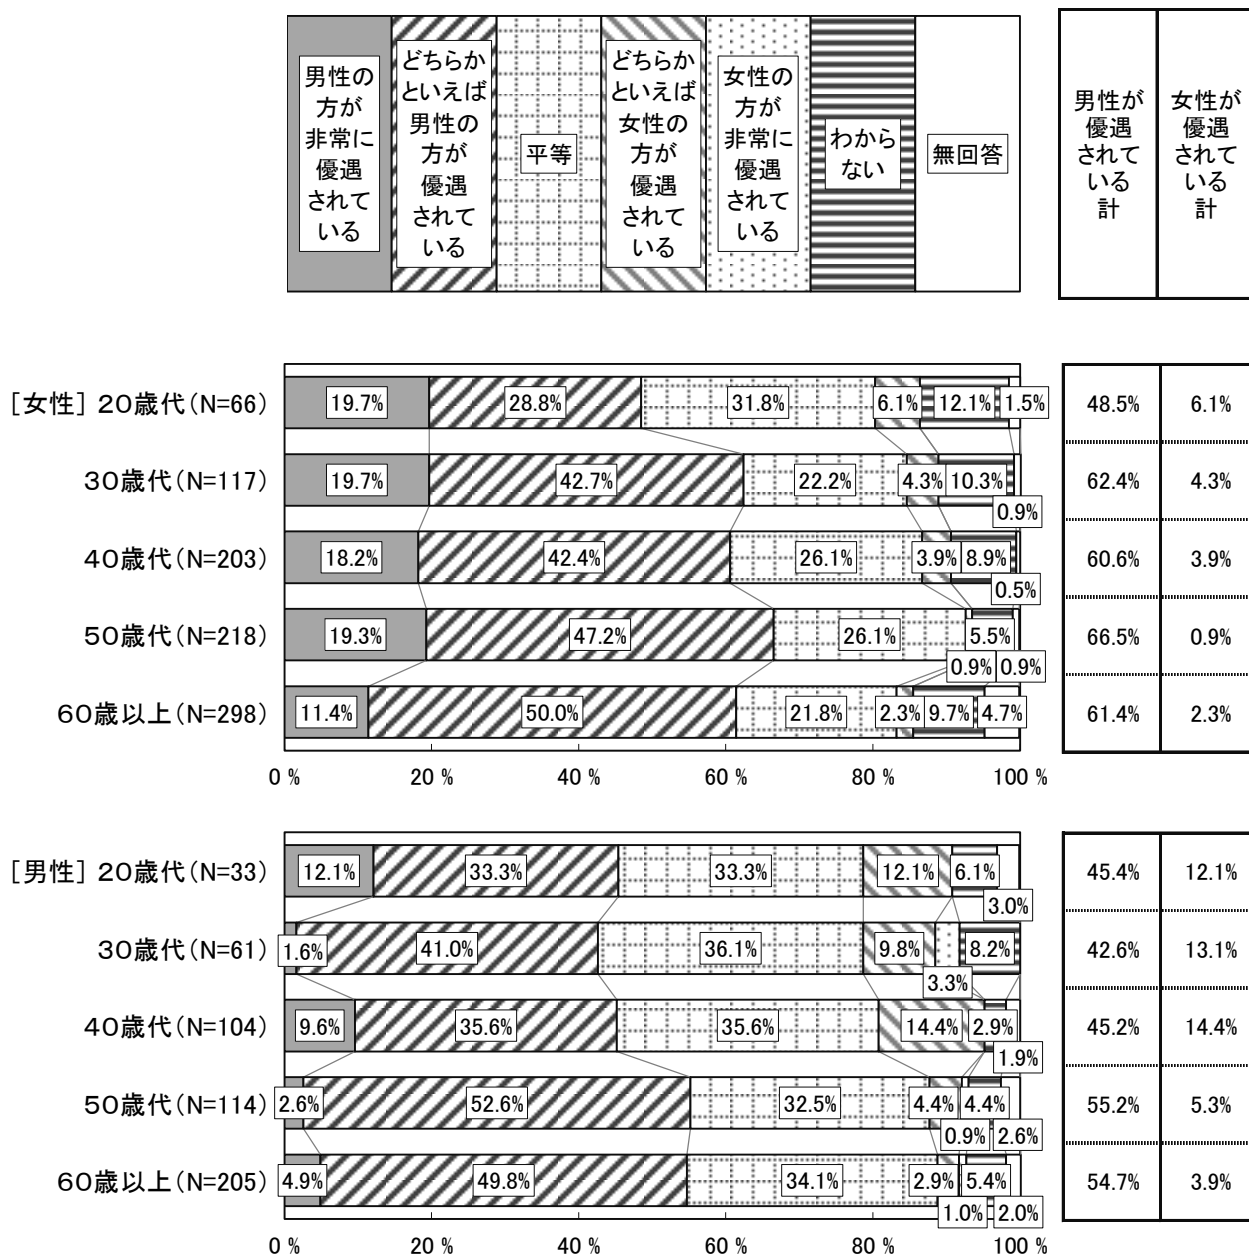 男性の
方が
非常に
優遇
されて
いる
どちらか
といえば
男性の
方が
優遇
されて
いる
平等
どちらか
といえば
女性の
方が
優遇
されて
いる
女性の
方が
非常に
優遇
されて
いる
わから
ない
無回答
男性が
優遇
されて
いる
計
女性が
優遇
されて
いる
計
［女性］ 20歳代(N=66) 19.7% 28.8% 31.8% 6.1% 12.1% 1.5% 48.5% 6.1%
30歳代(N=117) 19.7% 42.7% 22.2% 4.3% 10.3% 62.4% 4.3%
0.9%
40歳代(N=203) 18.2% 42.4% 26.1% 3.9% 8.9% 60.6% 3.9%
0.5%
50歳代(N=218) 19.3% 47.2% 26.1% 5.5% 66.5% 0.9%
0.9% 0.9%
60歳以上(N=298) 11.4% 50.0% 21.8% 2.3% 9.7% 4.7% 61.4% 2.3%
0 % 20 % 40 % 60 % 80 % 100 %
［男性］ 20歳代(N=33) 12.1% 33.3% 33.3% 12.1% 6.1% 45.4% 12.1%
3.0%
30歳代(N=61) 1.6% 41.0% 36.1% 9.8% 8.2% 42.6% 13.1%
3.3%
40歳代(N=104) 9.6% 35.6% 35.6% 14.4% 2.9% 45.2% 14.4%
1.9%
50歳代(N=114) 2.6% 52.6% 32.5% 4.4% 4.4% 55.2% 5.3%
0.9% 2.6%
60歳以上(N=205) 4.9% 49.8% 34.1% 2.9% 5.4% 54.7% 3.9%
1.0% 2.0%
0 % 20 % 40 % 60 % 80 % 100 %